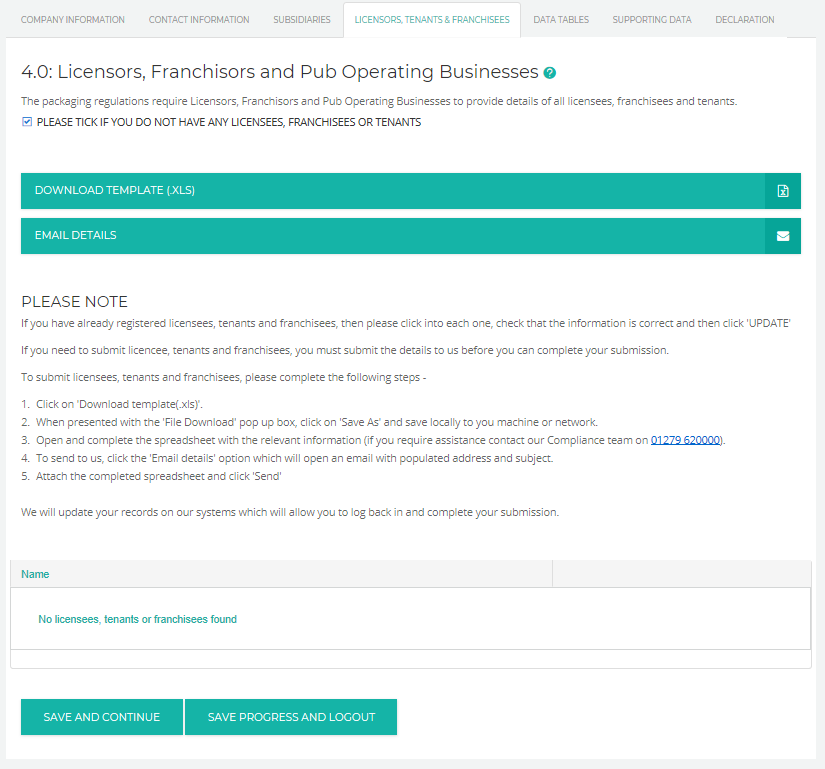 COMPANY INFORMATION CONTACT INFORMATION SUBSIDIARIES LICENSORS, TENANTS & FRANCHISEES DATA TABLES SUPPORTING DATA DECLARATION
4.0: Licensors, Franchisors and Pub Operating Businesses ?
The packaging regulations require Licensors, Franchisors and Pub Operating Businesses to provide details of all licensees, franchisees and tenants.
PLEASE TICK IF YOU DO NOT HAVE ANY LICENSEES, FRANCHISEES OR TENANTS
DOWNLOAD TEMPLATE (.XLS)
EMAIL DETAILS
PLEASE NOTE
If you have already registered licensees, tenants and franchisees, then please click into each one, check that the information is correct and then click 'UPDATE'
If you need to submit licencee, tenants and franchisees, you must submit the details to us before you can complete your submission.
To submit licensees, tenants and franchisees, please complete the following steps -
1. Click on 'Download template(.xls)'.
2. When presented with the 'File Download' pop up box, click on 'Save As' and save locally to you machine or network.
3. Open and complete the spreadsheet with the relevant information (if you require assistance contact our Compliance team on 01279 620000).
4. To send to us, click the 'Email details' option which will open an email with populated address and subject.
5. Attach the completed spreadsheet and click 'Send'
We will update your records on our systems which will allow you to log back in and complete your submission.
Name
No licensees, tenants or franchisees found
SAVE AND CONTINUE SAVE PROGRESS AND LOGOUT